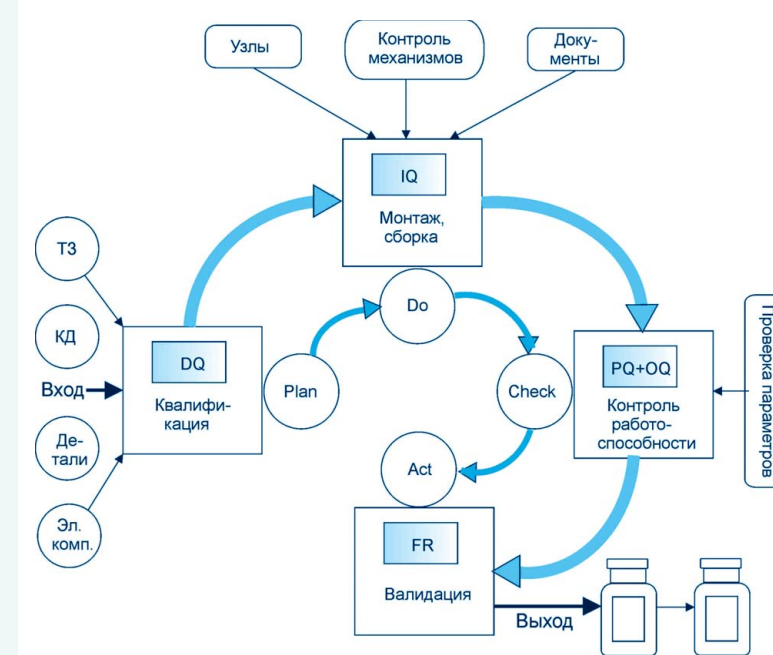 Узлы
Контроль
механизмов
Доку-
менты
IQ
Монтаж,
сборка
ТЗ
КД
Вход
Де-
тали
Эл.
комп.
DQ
Квалифи-
кация
Plan
Do
Check
Act
PQ+OQ
Контроль
работо-
способности
Проверка параметров
FR
Валидация
Выход